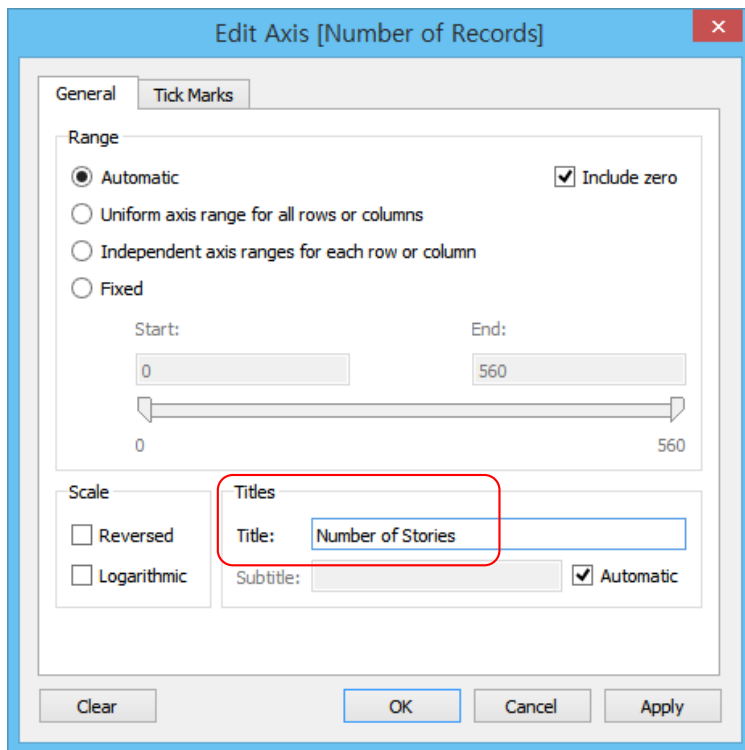 Edit Axis [Number of Records]
General Tick Marks
Range
Automatic Include zero
Uniform axis range for all rows or columns
Independent axis ranges for each row or column
Fixed
Start: End:
0 560
0 560
Scale Titles
Reversed Title: Number of Stories
Logarithmic Subtitle: Automatic
Clear OK Cancel Apply